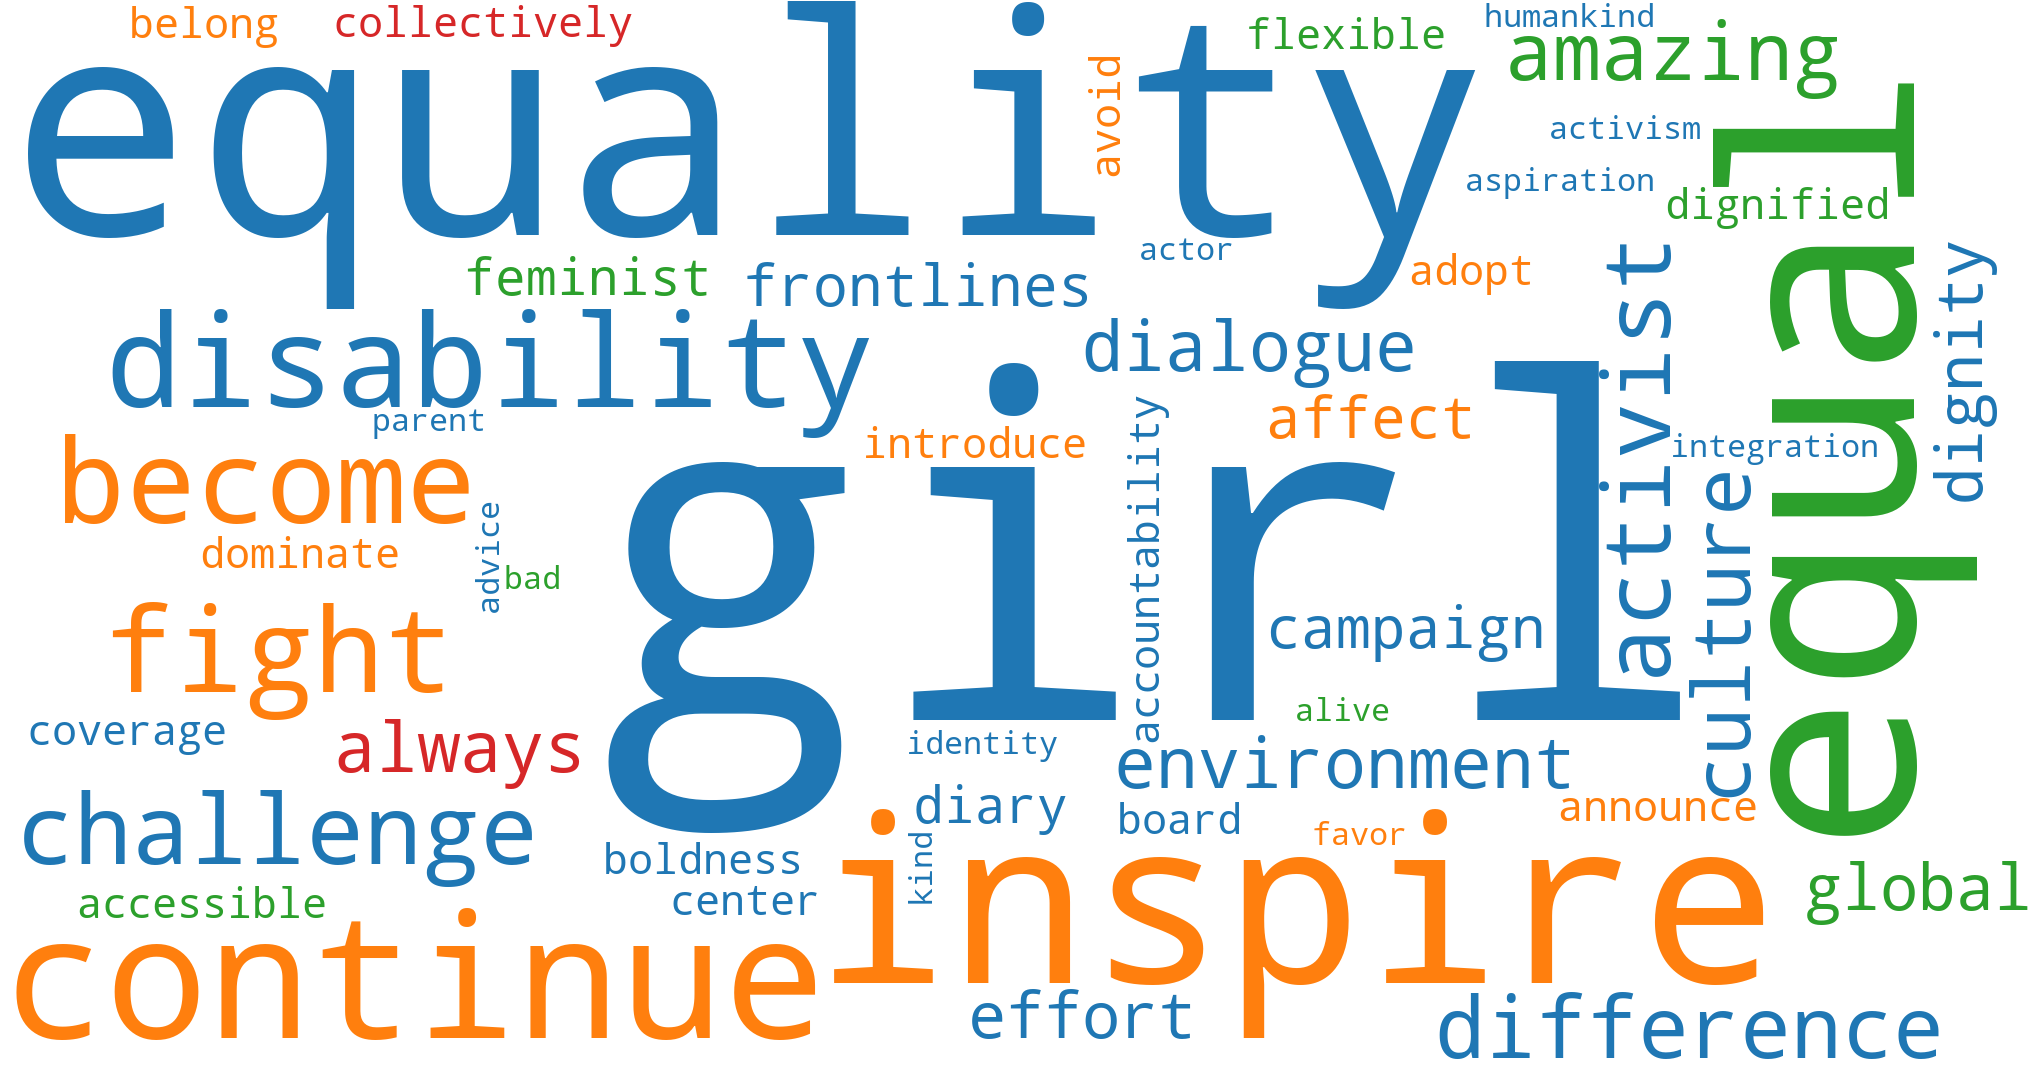 belong
collectively
equality
avoid
flexible
humankind
amazing
activism
aspiration
dignified
equal
feminist
frontlines
actor
adopt
activist
dignity
disability
dialogue
parent
girl
introduce
accountability
affect
integration
culture
become
dominate
advice
bad
fight
campaign
coverage
always
alive
identity
environment
challenge
diary
board
announce
favor
inspire
boldness
kind
center
accessible
global
continue
effort
difference